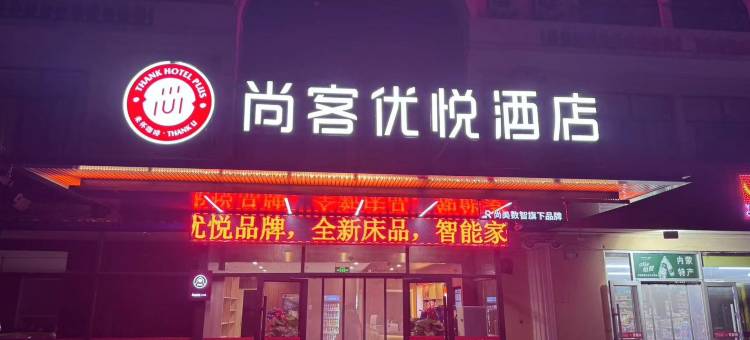 THANK HOTEL PLUS
THANK U
尚客优悦酒店
尚美数智旗下品牌
优悦品牌，全新床品，智能家
内蒙
特产